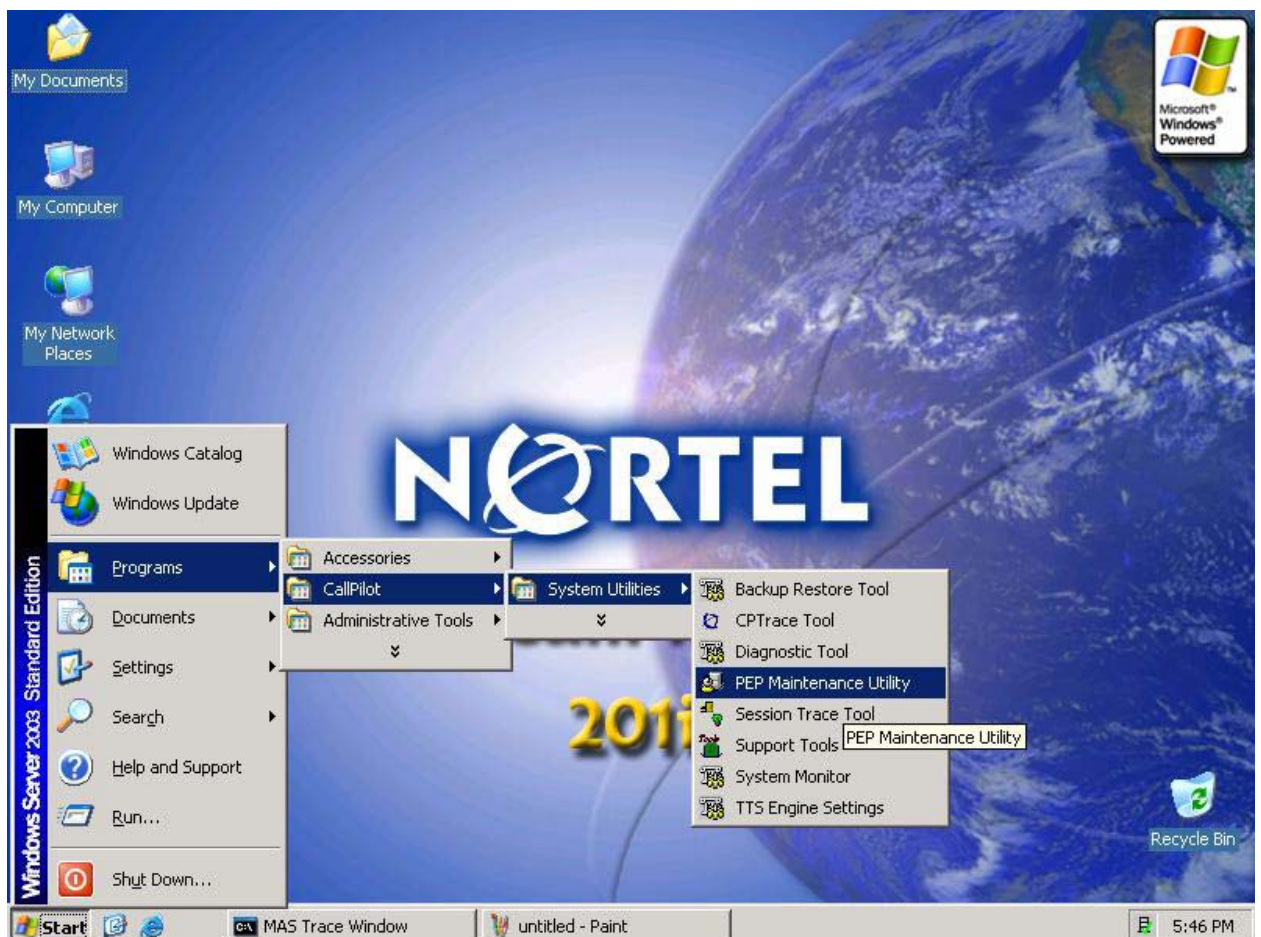 My Documents
Microsoft®
Windows®
Powered
My Computer
My Network
Places
NORTEL
201i
Windows Server 2003 Standard Edition
Windows Catalog
Windows Update
Programs
Documents
Settings
Search
Help and Support
Run...
Shut Down...
Accessories
CallPilot
Administrative Tools
System Utilities
Backup Restore Tool
CPTrace Tool
Diagnostic Tool
PEP Maintenance Utility
Session Trace Tool
Support Tools
PEP Maintenance Utility
System Monitor
TTS Engine Settings
Recycle Bin
Start
MAS Trace Window
untitled - Paint
5:46 PM